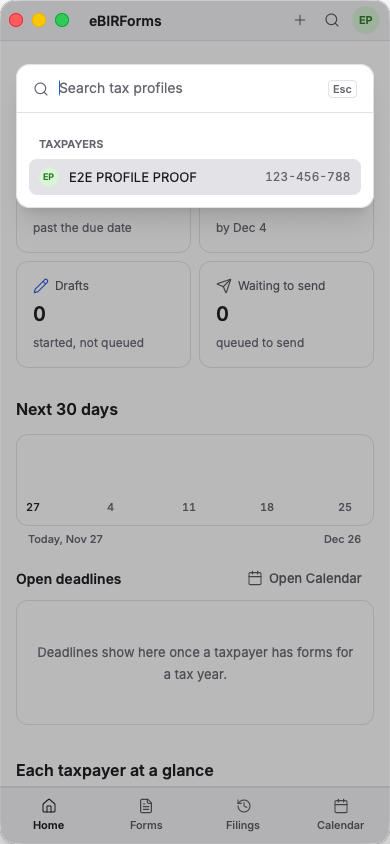 eBIRForms
EP
Search tax profiles
Esc
TAXPAYERS
EP E2E PROFILE PROOF 123-456-788
past the due date
by Dec 4
Drafts
0
started, not queued
Waiting to send
0
queued to send
Next 30 days
27 4 11 18 25
Today, Nov 27 Dec 26
Open deadlines
Open Calendar
Deadlines show here once a taxpayer has forms for
a tax year.
Each taxpayer at a glance
Home Forms Filings Calendar